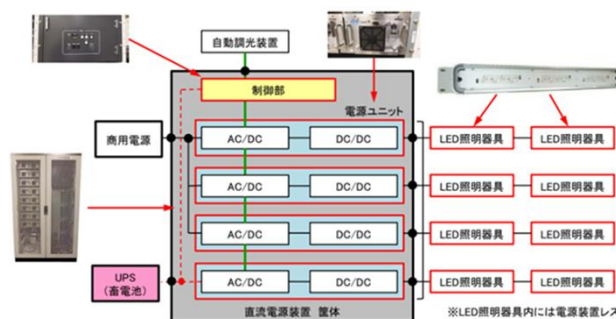 自動調光装置
制御部
電源ユニット
商用電源
AC/DC
DC/DC
LED照明器具
LED照明器具
AC/DC
DC/DC
LED照明器具
LED照明器具
AC/DC
DC/DC
LED照明器具
LED照明器具
UPS
(畜電池)
AC/DC
DC/DC
LED照明器具
LED照明器具
直流電源装置 筐体
※LED照明器具内には電源装置レス